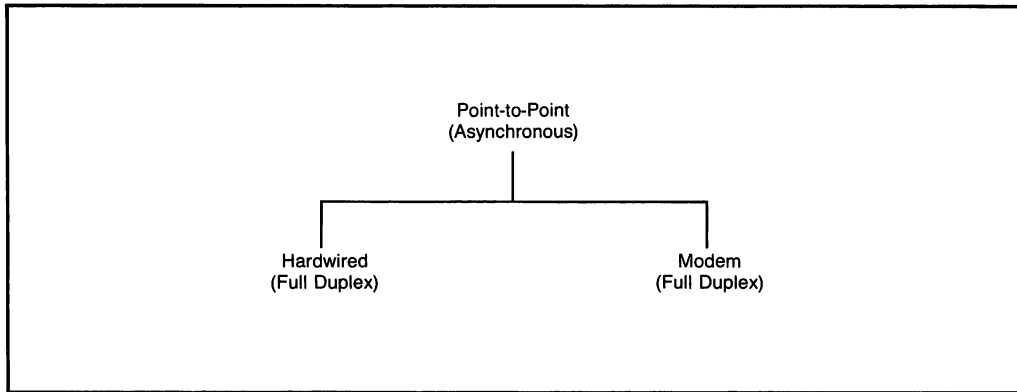 Point-to-Point
(Asynchronous)
Hardwired
(Full Duplex)
Modem
(Full Duplex)